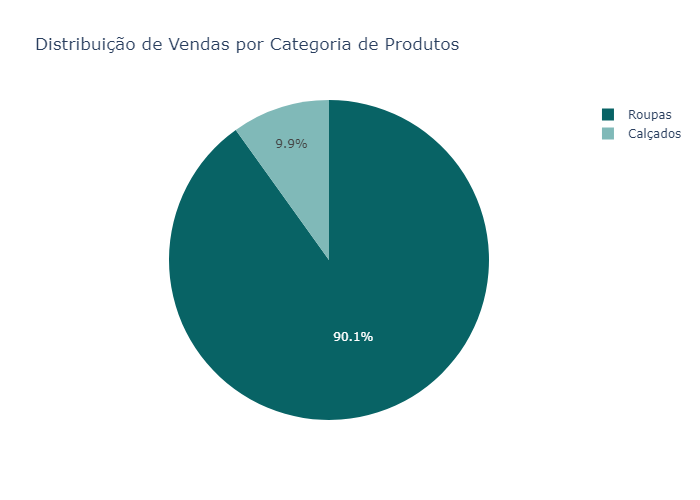 Distribuição de Vendas por Categoria de Produtos
Roupas
Calçados
9.9%
90.1%